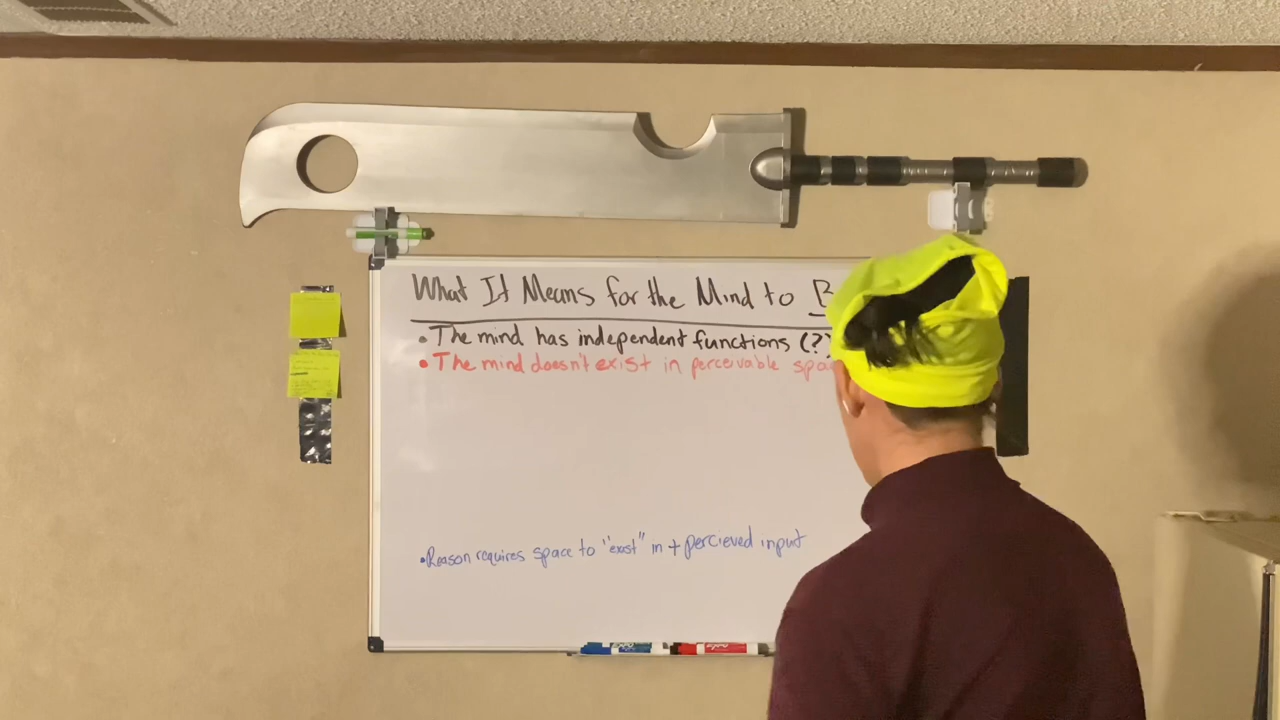 What It Means for the Mind to B
• The mind has independent functions (?)
• The mind doesn't exist in perceivable spa
• Reason requires space to "exist" in + percieved input